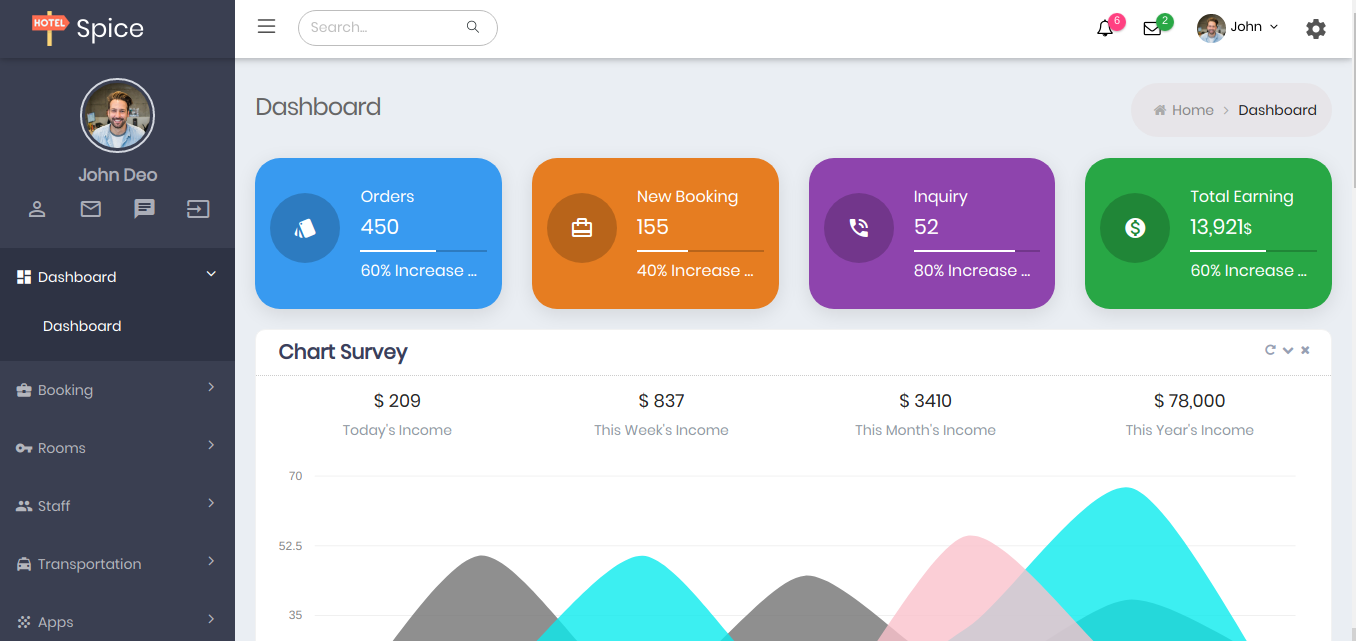 HOTEL
Spice
Search...
6
2
John
John Deo
Dashboard
Dashboard
Booking
Rooms
Staff
Transportation
Apps
Dashboard
Home
Dashboard
Orders
450
60% Increase ...
New Booking
155
40% Increase ...
Inquiry
52
80% Increase ...
Total Earning
13,921$
60% Increase ...
Chart Survey
$ 209
Today's Income
$ 837
This Week's Income
$ 3410
This Month's Income
$ 78,000
This Year's Income
70
52.5
35